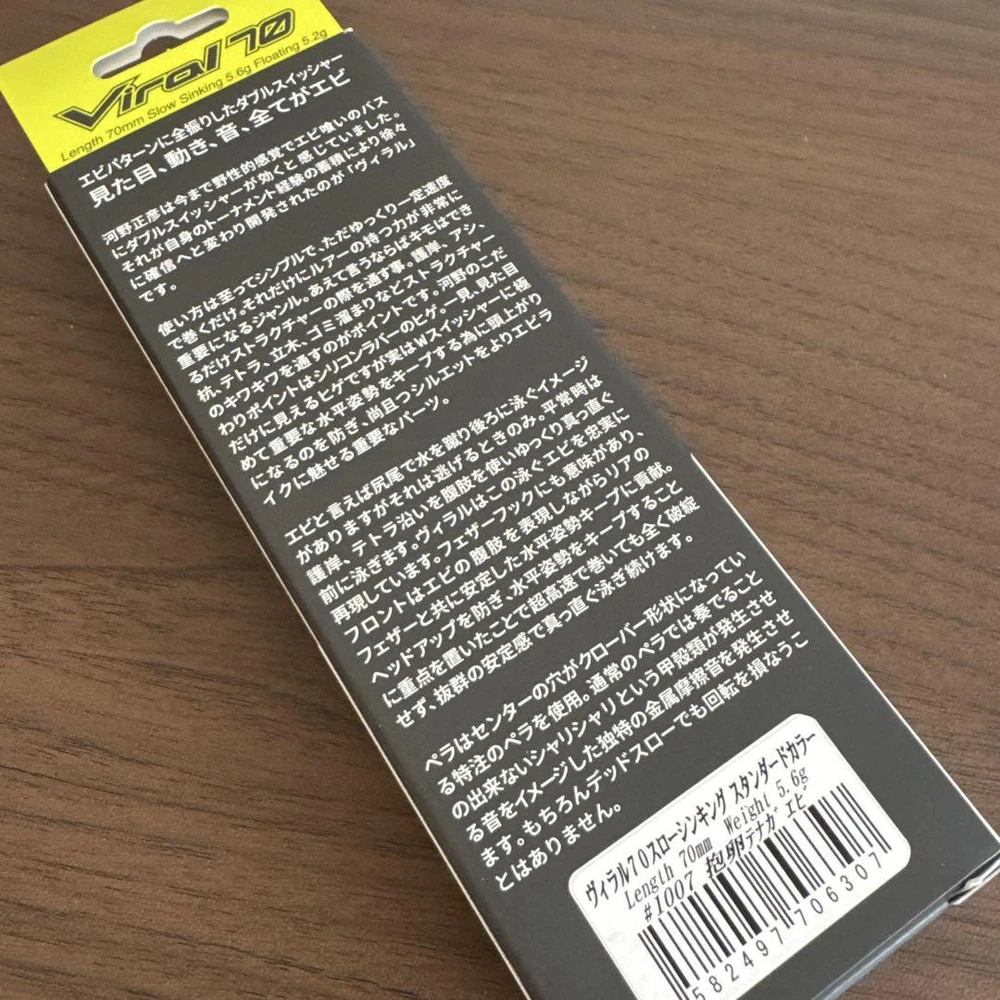 Viral 70
Length 70mm Slow Sinking 5.6g Floating 5.2g
エビパターンに全振りしたダブルスイッシャー
見た目、動き、音、全てがエビ
河野正彦は今まで野性的感覚でエビ喰いのバス
にダブルスイッシャーが効くと感じていました。
それが自身のトーナメント経験の蓄積により徐々
に確信へと変わり開発されたのが「ヴィラル」
です。
使い方は至ってシンプルで、ただゆっくり一定速度
で巻くだけ。それだけにルアーの持つ力が非常に
重要になるジャンル。あえて言うならばキモはでき
るだけストラクチャーの際を通す事。護岸、アシ、
杭、テトラ、立木、ゴミ溜まりなどストラクチャー
のキワキワを通すのがポイントです。河野のこだ
わりポイントはシリコンラバーのヒゲ。一見、見た目
だけに見えるヒゲですが実はWスイッシャーに極
めて重要な水平姿勢をキープする為に頭上がり
になるのを防ぎ、尚且つシルエットをよりエビラ
イクに魅せる重要なパーツ。
エビと言えば尻尾で水を蹴り後ろに泳ぐイメージ
がありますがそれは逃げるときのみ。平常時は
護岸、テトラ沿いを腹肢を使いゆっくり真っ直ぐ
前に泳ぎます。ヴィラルはこの泳ぐエビを忠実に
再現しています。フェザーフックにも意味があり、
フロントはエビの腹肢を表現しながらリアの
フェザーと共に安定した水平姿勢キープに貢献。
ヘッドアップを防ぎ、水平姿勢をキープすること
に重点を置いたことで超高速で巻いても全く破綻
せず、抜群の安定感で真っ直ぐ泳ぎ続けます。
ペラはセンターの穴がクローバー形状になってい
る特注のペラを使用。通常のペラでは奏でること
の出来ないシャリシャリという甲殻類が発生させ
る音をイメージした独特の金属摩擦音を発生させ
ます。もちろんデッドスローでも回転を損なうこ
とはありません。
ヴィラル70スローシンキング スタンダードカラー
Length 70mm Weight 5.6g
#1007 抱卵テナガエビ
582497 706307